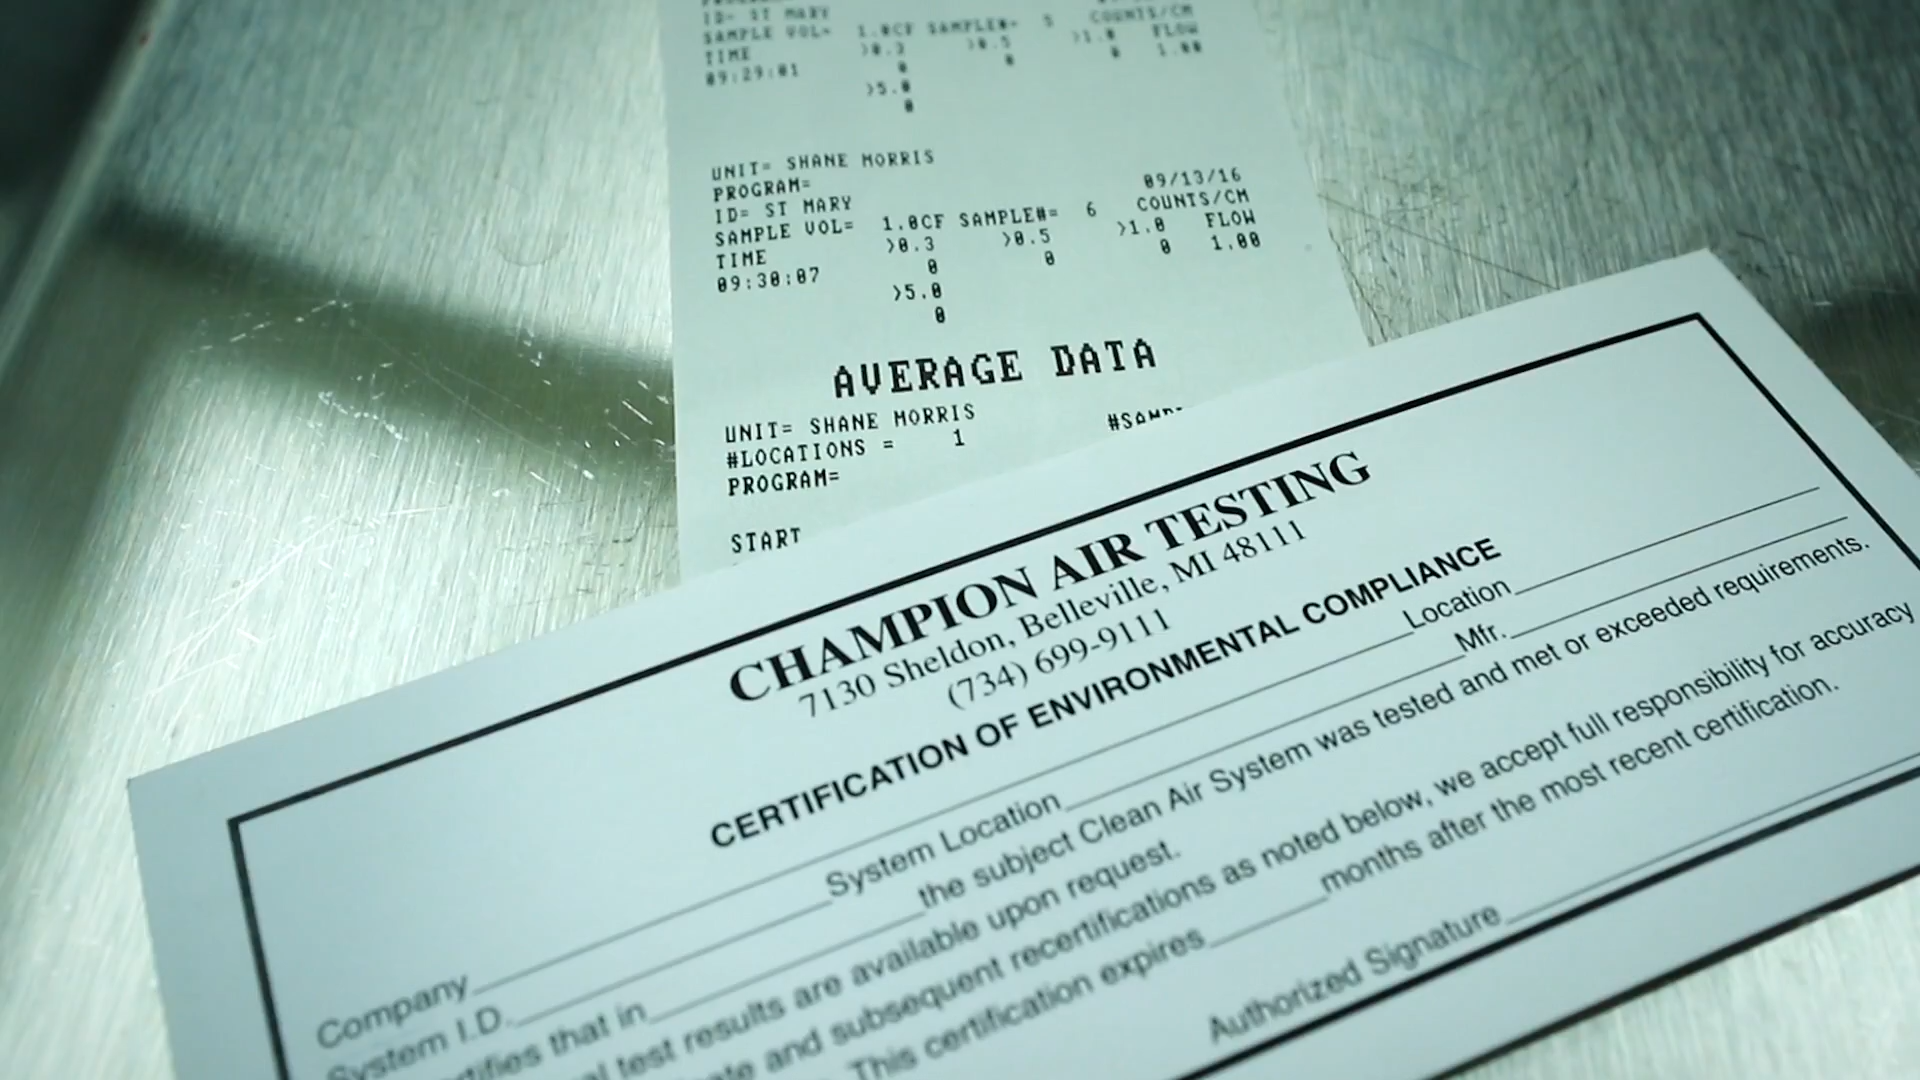 ID= ST MARY
SAMPLE VOL= 1.0CF SAMPLE#= 5 COUNTS/CM
TIME >0.3 >0.5 >1.0 FLOW
09:29:01 0 0 0 1.00
>5.0
0
UNIT= SHANE MORRIS
PROGRAM= 09/13/16
ID= ST MARY COUNTS/CM
SAMPLE VOL= 1.0CF SAMPLE#= 6
TIME >0.3 >0.5 >1.0 FLOW
09:30:07 0 0 0 1.00
>5.0
0
AVERAGE DATA
UNIT= SHANE MORRIS
#LOCATIONS = 1
PROGRAM=
START
CHAMPION AIR TESTING
7130 Sheldon, Belleville, MI 48111
(734) 699-9111
CERTIFICATION OF ENVIRONMENTAL COMPLIANCE
Company System Location Location
System I.D. Mfr.
that in the subject Clean Air System was tested and met or exceeded requirements.
test results are available upon request.
and subsequent recertifications as noted below, we accept full responsibility for accuracy
This certification expires months after the most recent certification.
Authorized Signature